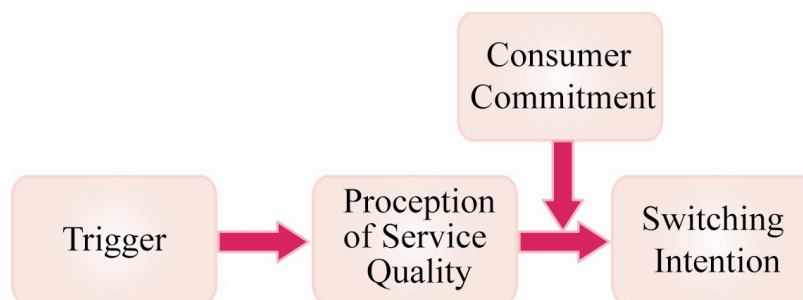 Consumer
Commitment
Trigger
Proception
of Service
Quality
Switching
Intention